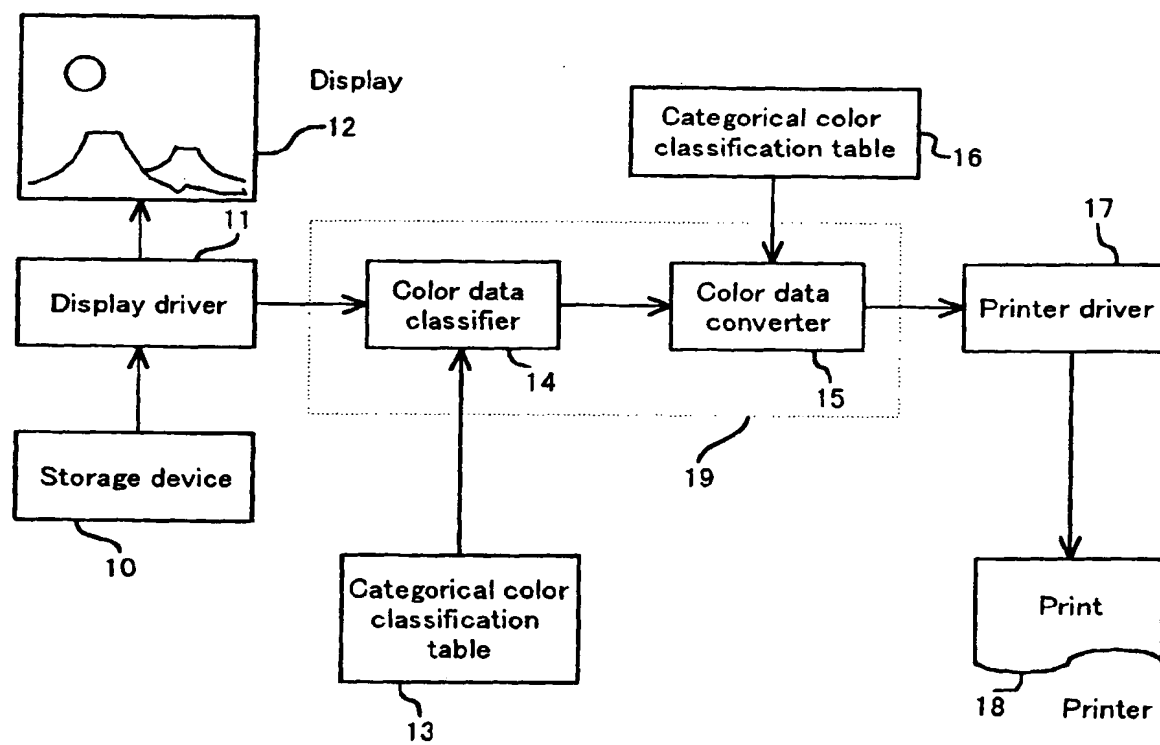 Display
12
Categorical color
classification table
16
11
17
Display driver
Color data
classifier
14
Color data
converter
15
Printer driver
19
Storage device
10
Categorical color
classification
table
13
Print
18
Printer